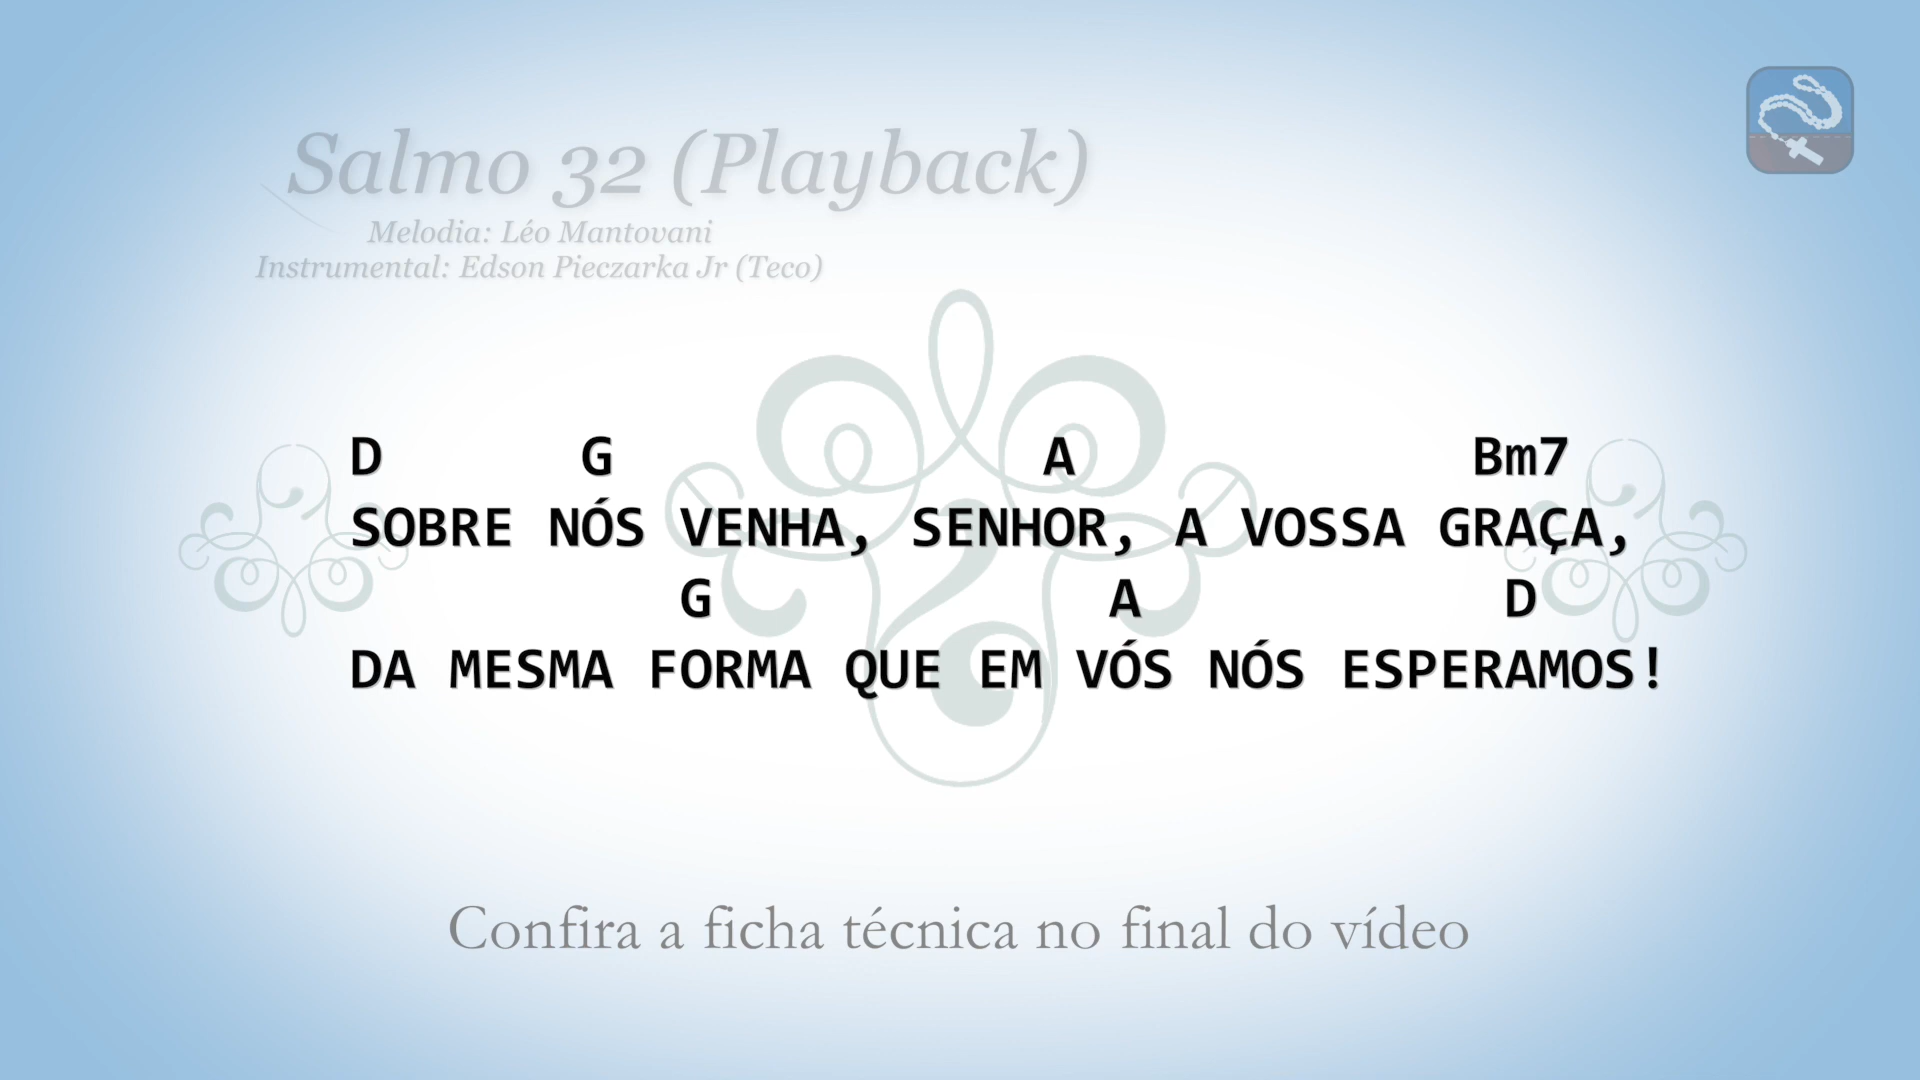 Salmo 32 (Playback)
Melodia: Léo Mantovani
Instrumental: Edson Pieczarka Jr (Teco)
D G A Bm7
SOBRE NÓS VENHA, SENHOR, A VOSSA GRAÇA,
G A D
DA MESMA FORMA QUE EM VÓS NÓS ESPERAMOS!
Confira a ficha técnica no final do vídeo